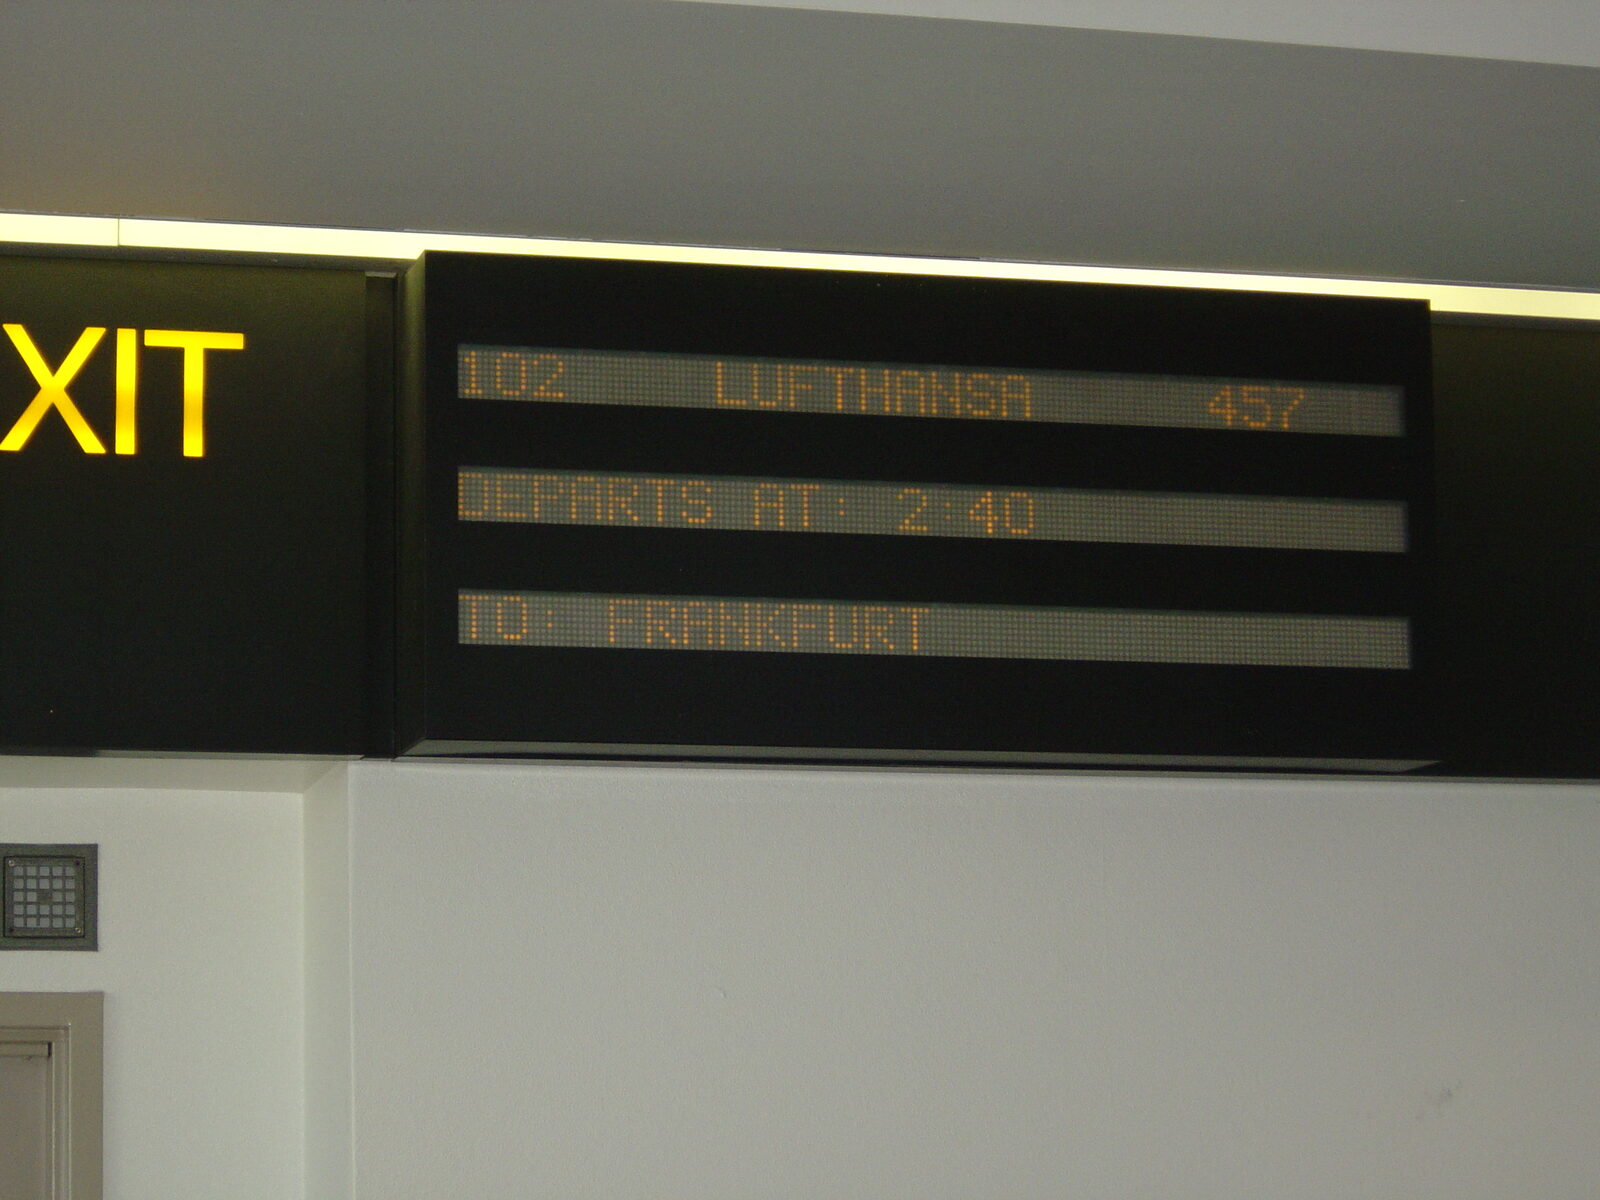 XIT
102 LUFTHANSA 457
DEPARTS AT: 2:40
TO: FRANKFURT